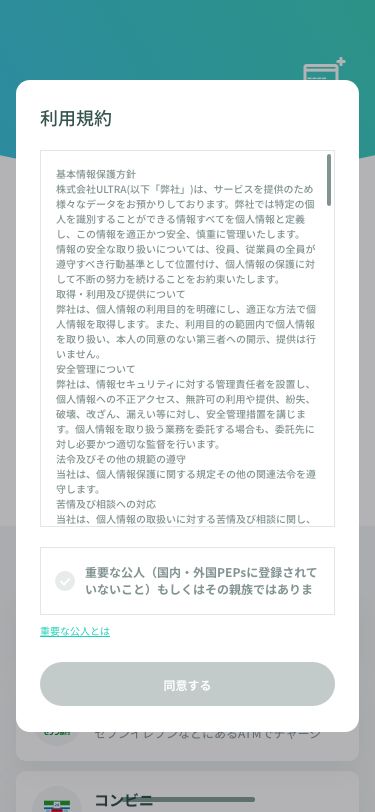 利用規約
基本情報保護方針
株式会社ULTRA(以下「弊社」)は、サービスを提供のため
様々なデータをお預かりしております。弊社では特定の個
人を識別することができる情報すべてを個人情報と定義
し、この情報を適正かつ安全、慎重に管理いたします。
情報の安全な取り扱いについては、役員、従業員の全員が
遵守すべき行動基準として位置付け、個人情報の保護に対
して不断の努力を続けることをお約束いたします。
取得・利用及び提供について
弊社は、個人情報の利用目的を明確にし、適正な方法で個
人情報を取得します。また、利用目的の範囲内で個人情報
を取り扱い、本人の同意のない第三者への開示、提供は行
いません。
安全管理について
弊社は、情報セキュリティに対する管理責任者を設置し、
個人情報への不正アクセス、無許可の利用や提供、紛失、
破壊、改ざん、漏えい等に対し、安全管理措置を講じま
す。個人情報を取り扱う業務を委託する場合も、委託先に
対し必要かつ適切な監督を行います。
法令及びその他の規範の遵守
当社は、個人情報保護に関する規定その他の関連法令を遵
守します。
苦情及び相談への対応
当社は、個人情報の取扱いに対する苦情及び相談に関し、
重要な公人（国内・外国PEPsに登録されて
いないこと）もしくはその親族ではありま
重要な公人とは
同意する
セブンイレブンなどにあるATMでチャージ
コンビニ